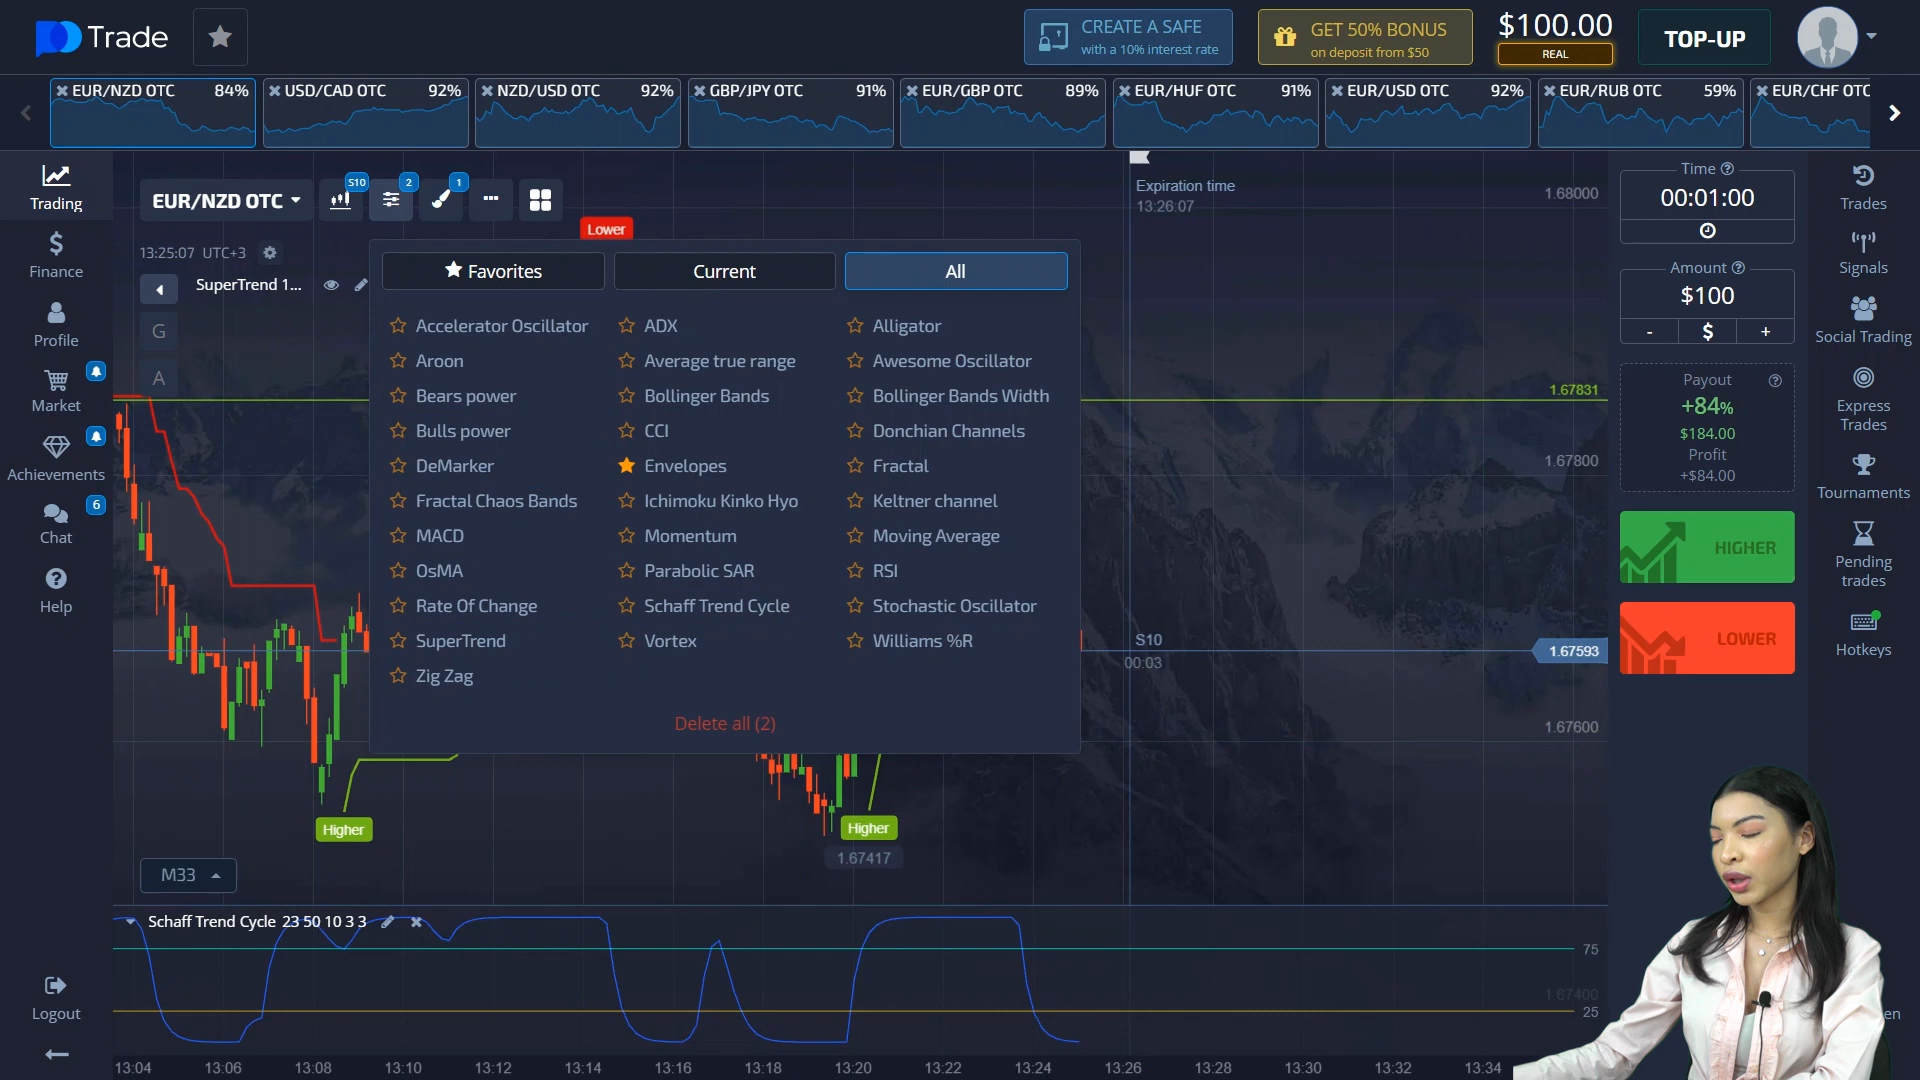 Trade
CREATE A SAFE
with a 10% interest rate
GET 50% BONUS
on deposit from $50
$100.00
REAL
TOP-UP
EUR/NZD OTC 84%
USD/CAD OTC 92%
NZD/USD OTC 92%
GBP/JPY OTC 91%
EUR/GBP OTC 89%
EUR/HUF OTC 91%
EUR/USD OTC 92%
EUR/RUB OTC 59%
EUR/CHF OTC
Trading
Finance
Profile
Market
Achievements
6
Chat
Help
Logout
EUR/NZD OTC
S10
2
1
13:25:07 UTC+3
SuperTrend 1...
G
A
Lower
Favorites
Current
All
Accelerator Oscillator
ADX
Alligator
Aroon
Average true range
Awesome Oscillator
Bears power
Bollinger Bands
Bollinger Bands Width
Bulls power
CCI
Donchian Channels
DeMarker
Envelopes
Fractal
Fractal Chaos Bands
Ichimoku Kinko Hyo
Keltner channel
MACD
Momentum
Moving Average
OsMA
Parabolic SAR
RSI
Rate Of Change
Schaff Trend Cycle
Stochastic Oscillator
SuperTrend
Vortex
Williams %R
Zig Zag
Delete all (2)
Expiration time
13:26:07
S10
00:03
1.68000
1.67831
1.67800
1.67593
1.67600
1.67400
Higher
Higher
1.67417
M33
Schaff Trend Cycle 23 50 10 3 3
75
25
13:04 13:06 13:08 13:10 13:12 13:14 13:16 13:18 13:20 13:22 13:24 13:26 13:28 13:30 13:32 13:34
Time
00:01:00
Amount
$100
- $ +
Payout
+84%
$184.00
Profit
+$84.00
HIGHER
LOWER
Trades
Signals
Social Trading
Express
Trades
Tournaments
Pending
trades
Hotkeys